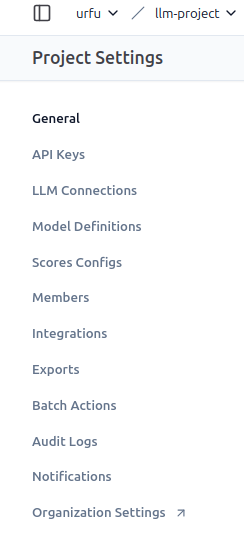 urfu / llm-project
Project Settings
General
API Keys
LLM Connections
Model Definitions
Scores Configs
Members
Integrations
Exports
Batch Actions
Audit Logs
Notifications
Organization Settings